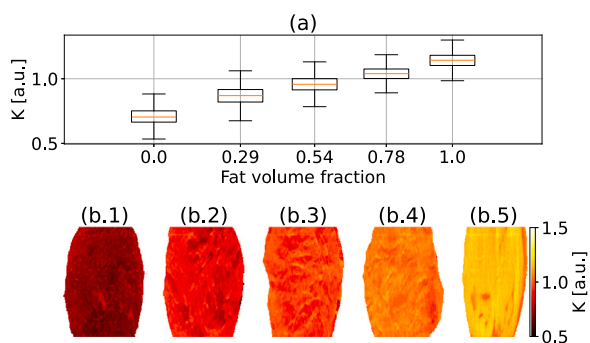 (a)
K [a.u.]
1.0
0.5
0.0 0.29 0.54 0.78 1.0
Fat volume fraction
(b.1) (b.2) (b.3) (b.4) (b.5)
1.5
1.0
0.5
K [a.u.]